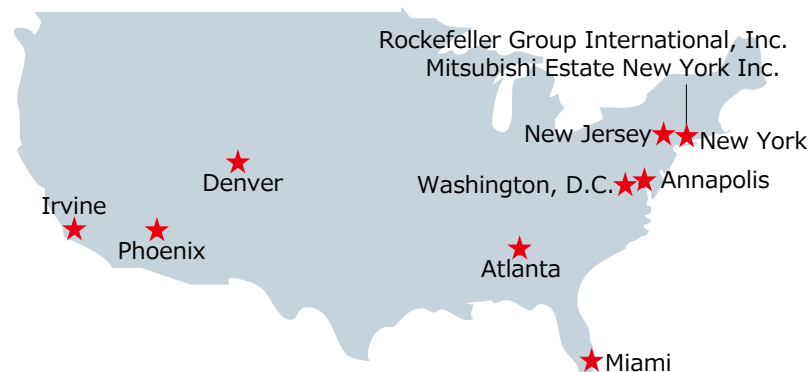 Rockefeller Group International, Inc.
Mitsubishi Estate New York Inc.
New Jersey
New York
Denver
Washington, D.C.
Annapolis
Irvine
Phoenix
Atlanta
Miami